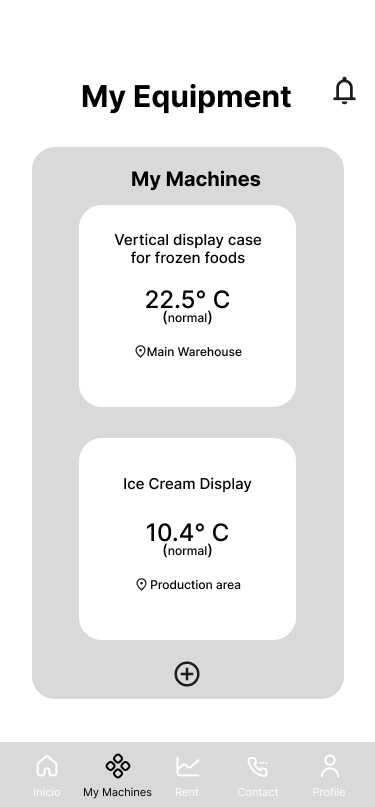 My Equipment
My Machines
Vertical display case
for frozen foods
22.5° C
(normal)
Main Warehouse
Ice Cream Display
10.4° C
(normal)
Production area
Inicio
My Machines
Rent
Contact
Profile